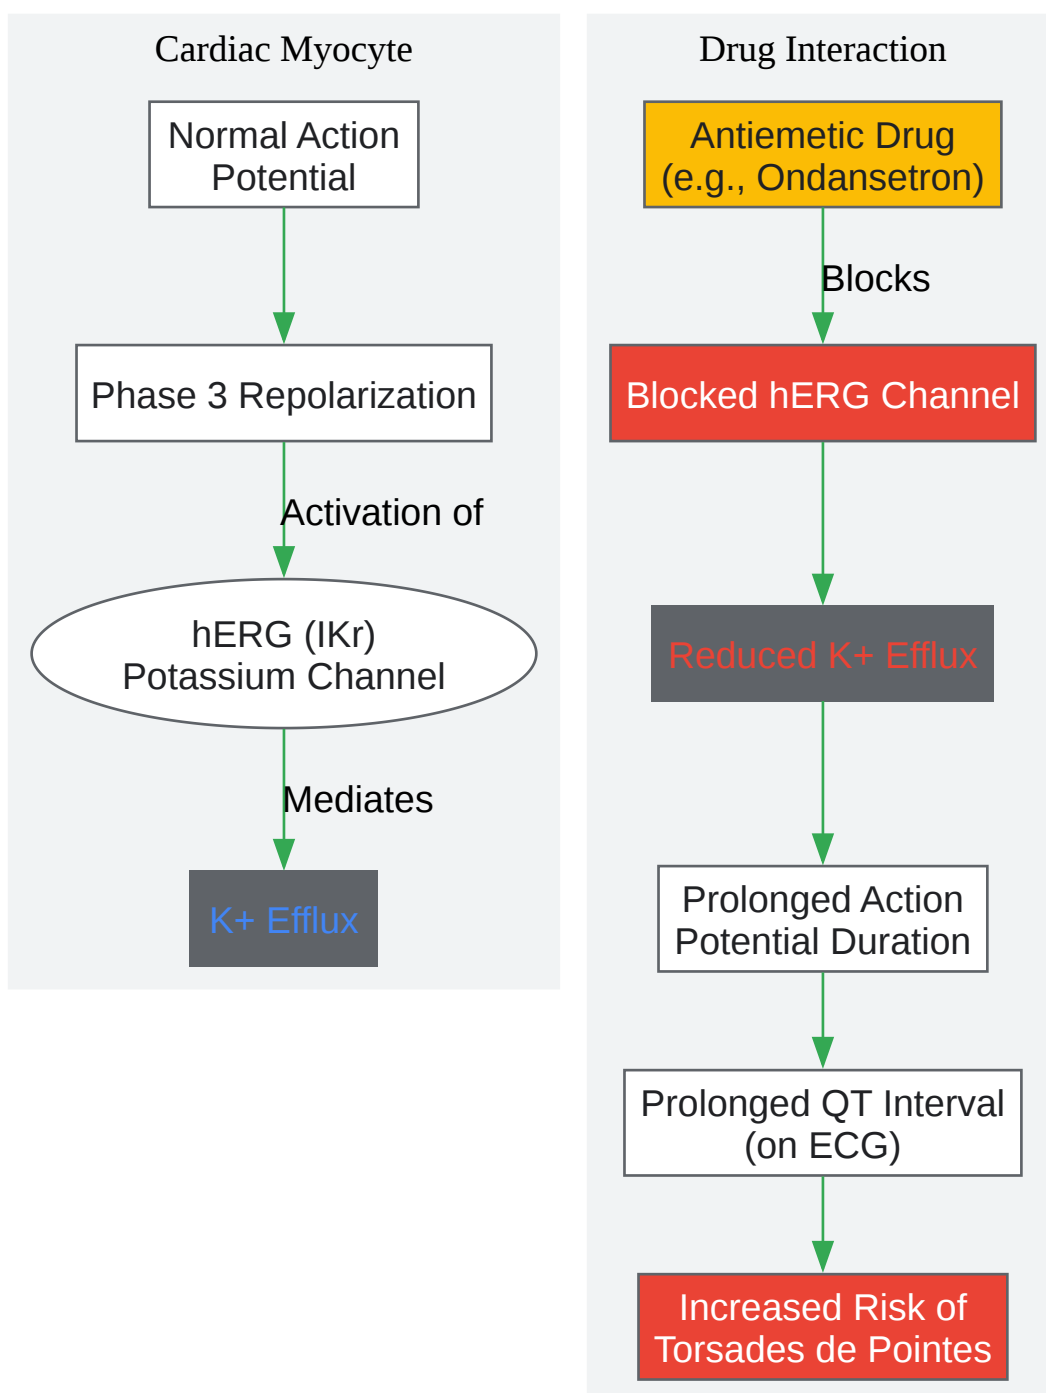 Cardiac Myocyte
Normal Action
Potential
Phase 3 Repolarization
Activation of
hERG (IKr)
Potassium Channel
Mediates
K+ Efflux
Drug Interaction
Antiemetic Drug
(e.g., Ondansetron)
Blocks
Blocked hERG Channel
Reduced K+ Efflux
Prolonged Action
Potential Duration
Prolonged QT Interval
(on ECG)
Increased Risk of
Torsades de Pointes